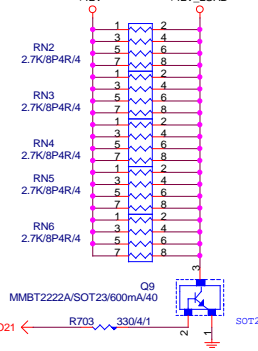 1 2
3 4
RN2 5 6
2.7K/8P4R/4 7 8
1 2
3 4
RN3 5 6
2.7K/8P4R/4 7 8
1 2
3 4
RN4 5 6
2.7K/8P4R/4 7 8
1 2
RN5 3 4
2.7K/8P4R/4 5 6
7 8
1 2
RN6 3 4
2.7K/8P4R/4 5 6
7 8
3
Q9
MMBT2222A/SOT23/600mA/40
R703 330/4/1
2 1